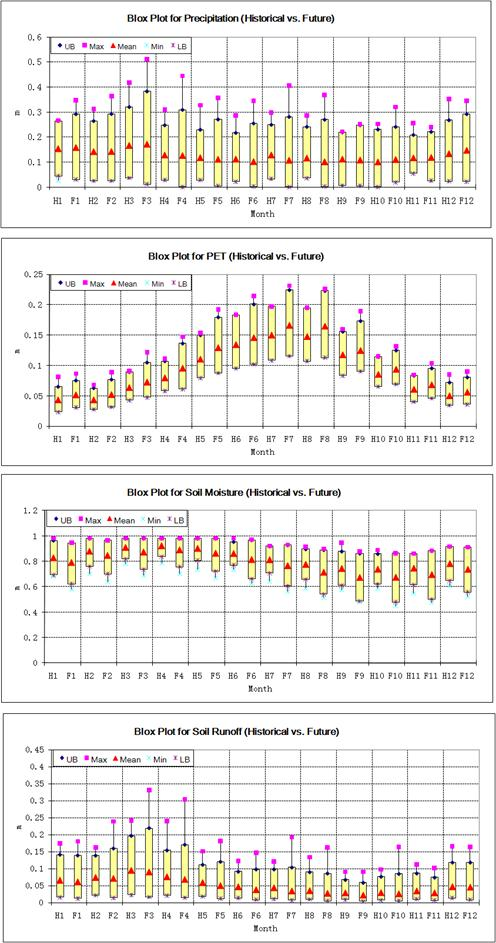 Blox Plot for Precipitation (Historical vs. Future)
UB Max Mean Min LB
0.6
0.5
0.4
0.3
0.2
0.1
0
m
H1 F1 H2 F2 H3 F3 H4 F4 H5 F5 H6 F6 H7 F7 H8 F8 H9 F9 H10 F10 H11 F11 H12 F12
Month
Blox Plot for PET (Historical vs. Future)
UB Max Mean Min LB
0.25
0.2
0.15
0.1
0.05
0
m
H1 F1 H2 F2 H3 F3 H4 F4 H5 F5 H6 F6 H7 F7 H8 F8 H9 F9 H10 F10 H11 F11 H12 F12
Month
Blox Plot for Soil Moisture (Historical vs. Future)
UB Max Mean Min LB
1.2
1
0.8
0.6
0.4
0.2
0
m
H1 F1 H2 F2 H3 F3 H4 F4 H5 F5 H6 F6 H7 F7 H8 F8 H9 F9 H10 F10 H11 F11 H12 F12
Month
Blox Plot for Soil Runoff (Historical vs. Future)
UB Max Mean Min LB
0.45
0.4
0.35
0.3
0.25
0.2
0.15
0.1
0.05
0
m
H1 F1 H2 F2 H3 F3 H4 F4 H5 F5 H6 F6 H7 F7 H8 F8 H9 F9 H10 F10 H11 F11 H12 F12
Month